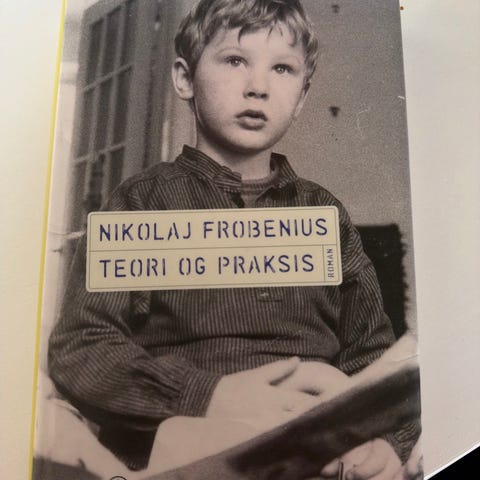 NIKOLAJ FROBENIUS
TEORI OG PRAKSIS
ROMAN